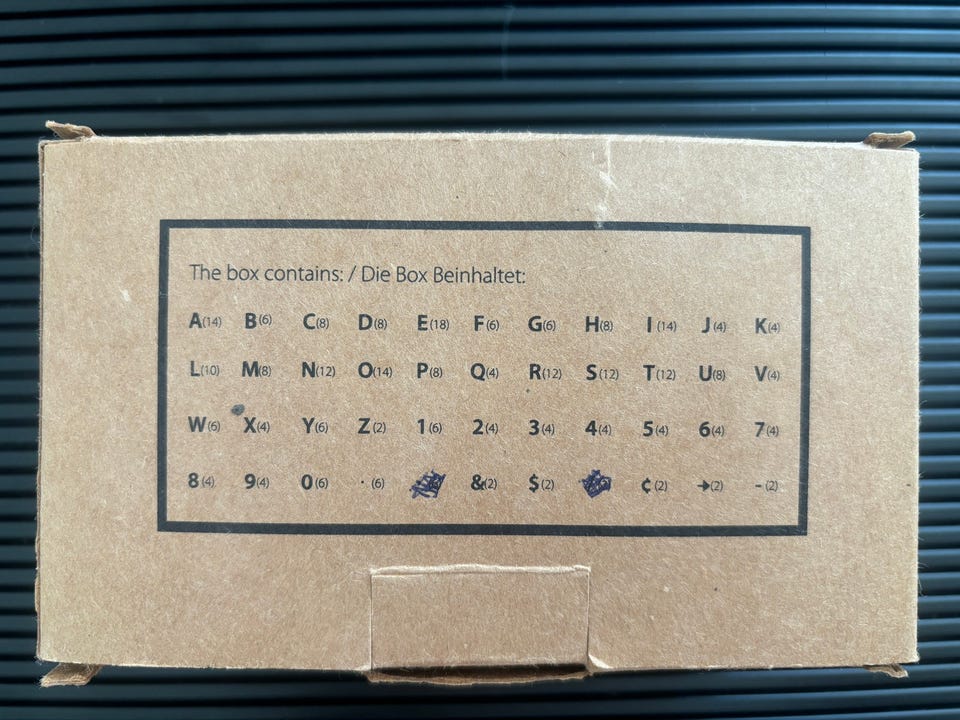 The box contains: / Die Box Beinhaltet:
A(14) B(6) C(8) D(8) E(18) F(6) G(6) H(8) I(14) J(4) K(4)
L(10) M(8) N(12) O(14) P(8) Q(4) R(12) S(12) T(12) U(8) V(4)
W(6) X(4) Y(6) Z(2) 1(6) 2(4) 3(4) 4(4) 5(4) 6(4) 7(4)
8(4) 9(4) 0(6) ·(6) &(2) $(2) ¢(2) →(2) -(2)